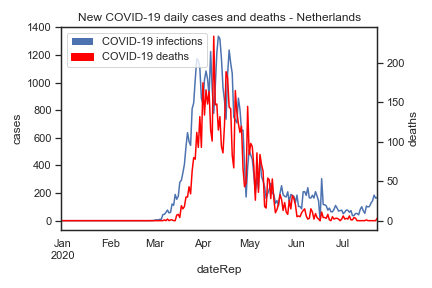 New COVID-19 daily cases and deaths - Netherlands
COVID-19 infections
COVID-19 deaths
1400
1200
1000
800
600
400
200
0
cases
200
150
100
50
0
deaths
Jan Feb Mar Apr May Jun Jul
2020
dateRep